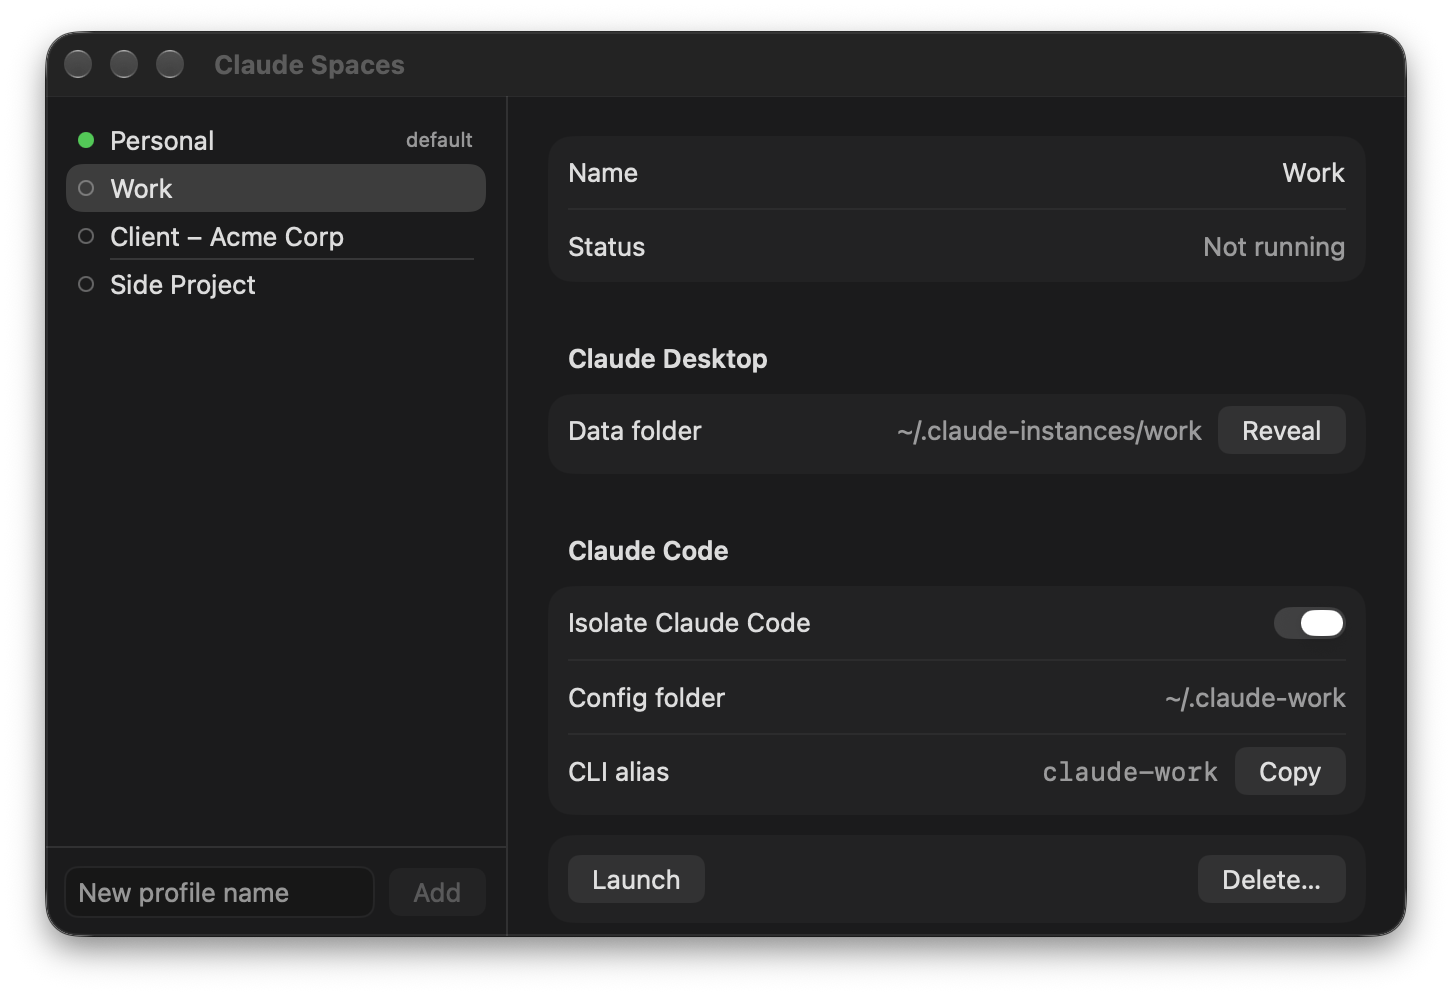 Claude Spaces
Personal default
Work
Client – Acme Corp
Side Project
New profile name Add
Name Work
Status Not running
Claude Desktop
Data folder ~/.claude-instances/work Reveal
Claude Code
Isolate Claude Code
Config folder ~/.claude-work
CLI alias claude-work Copy
Launch Delete...